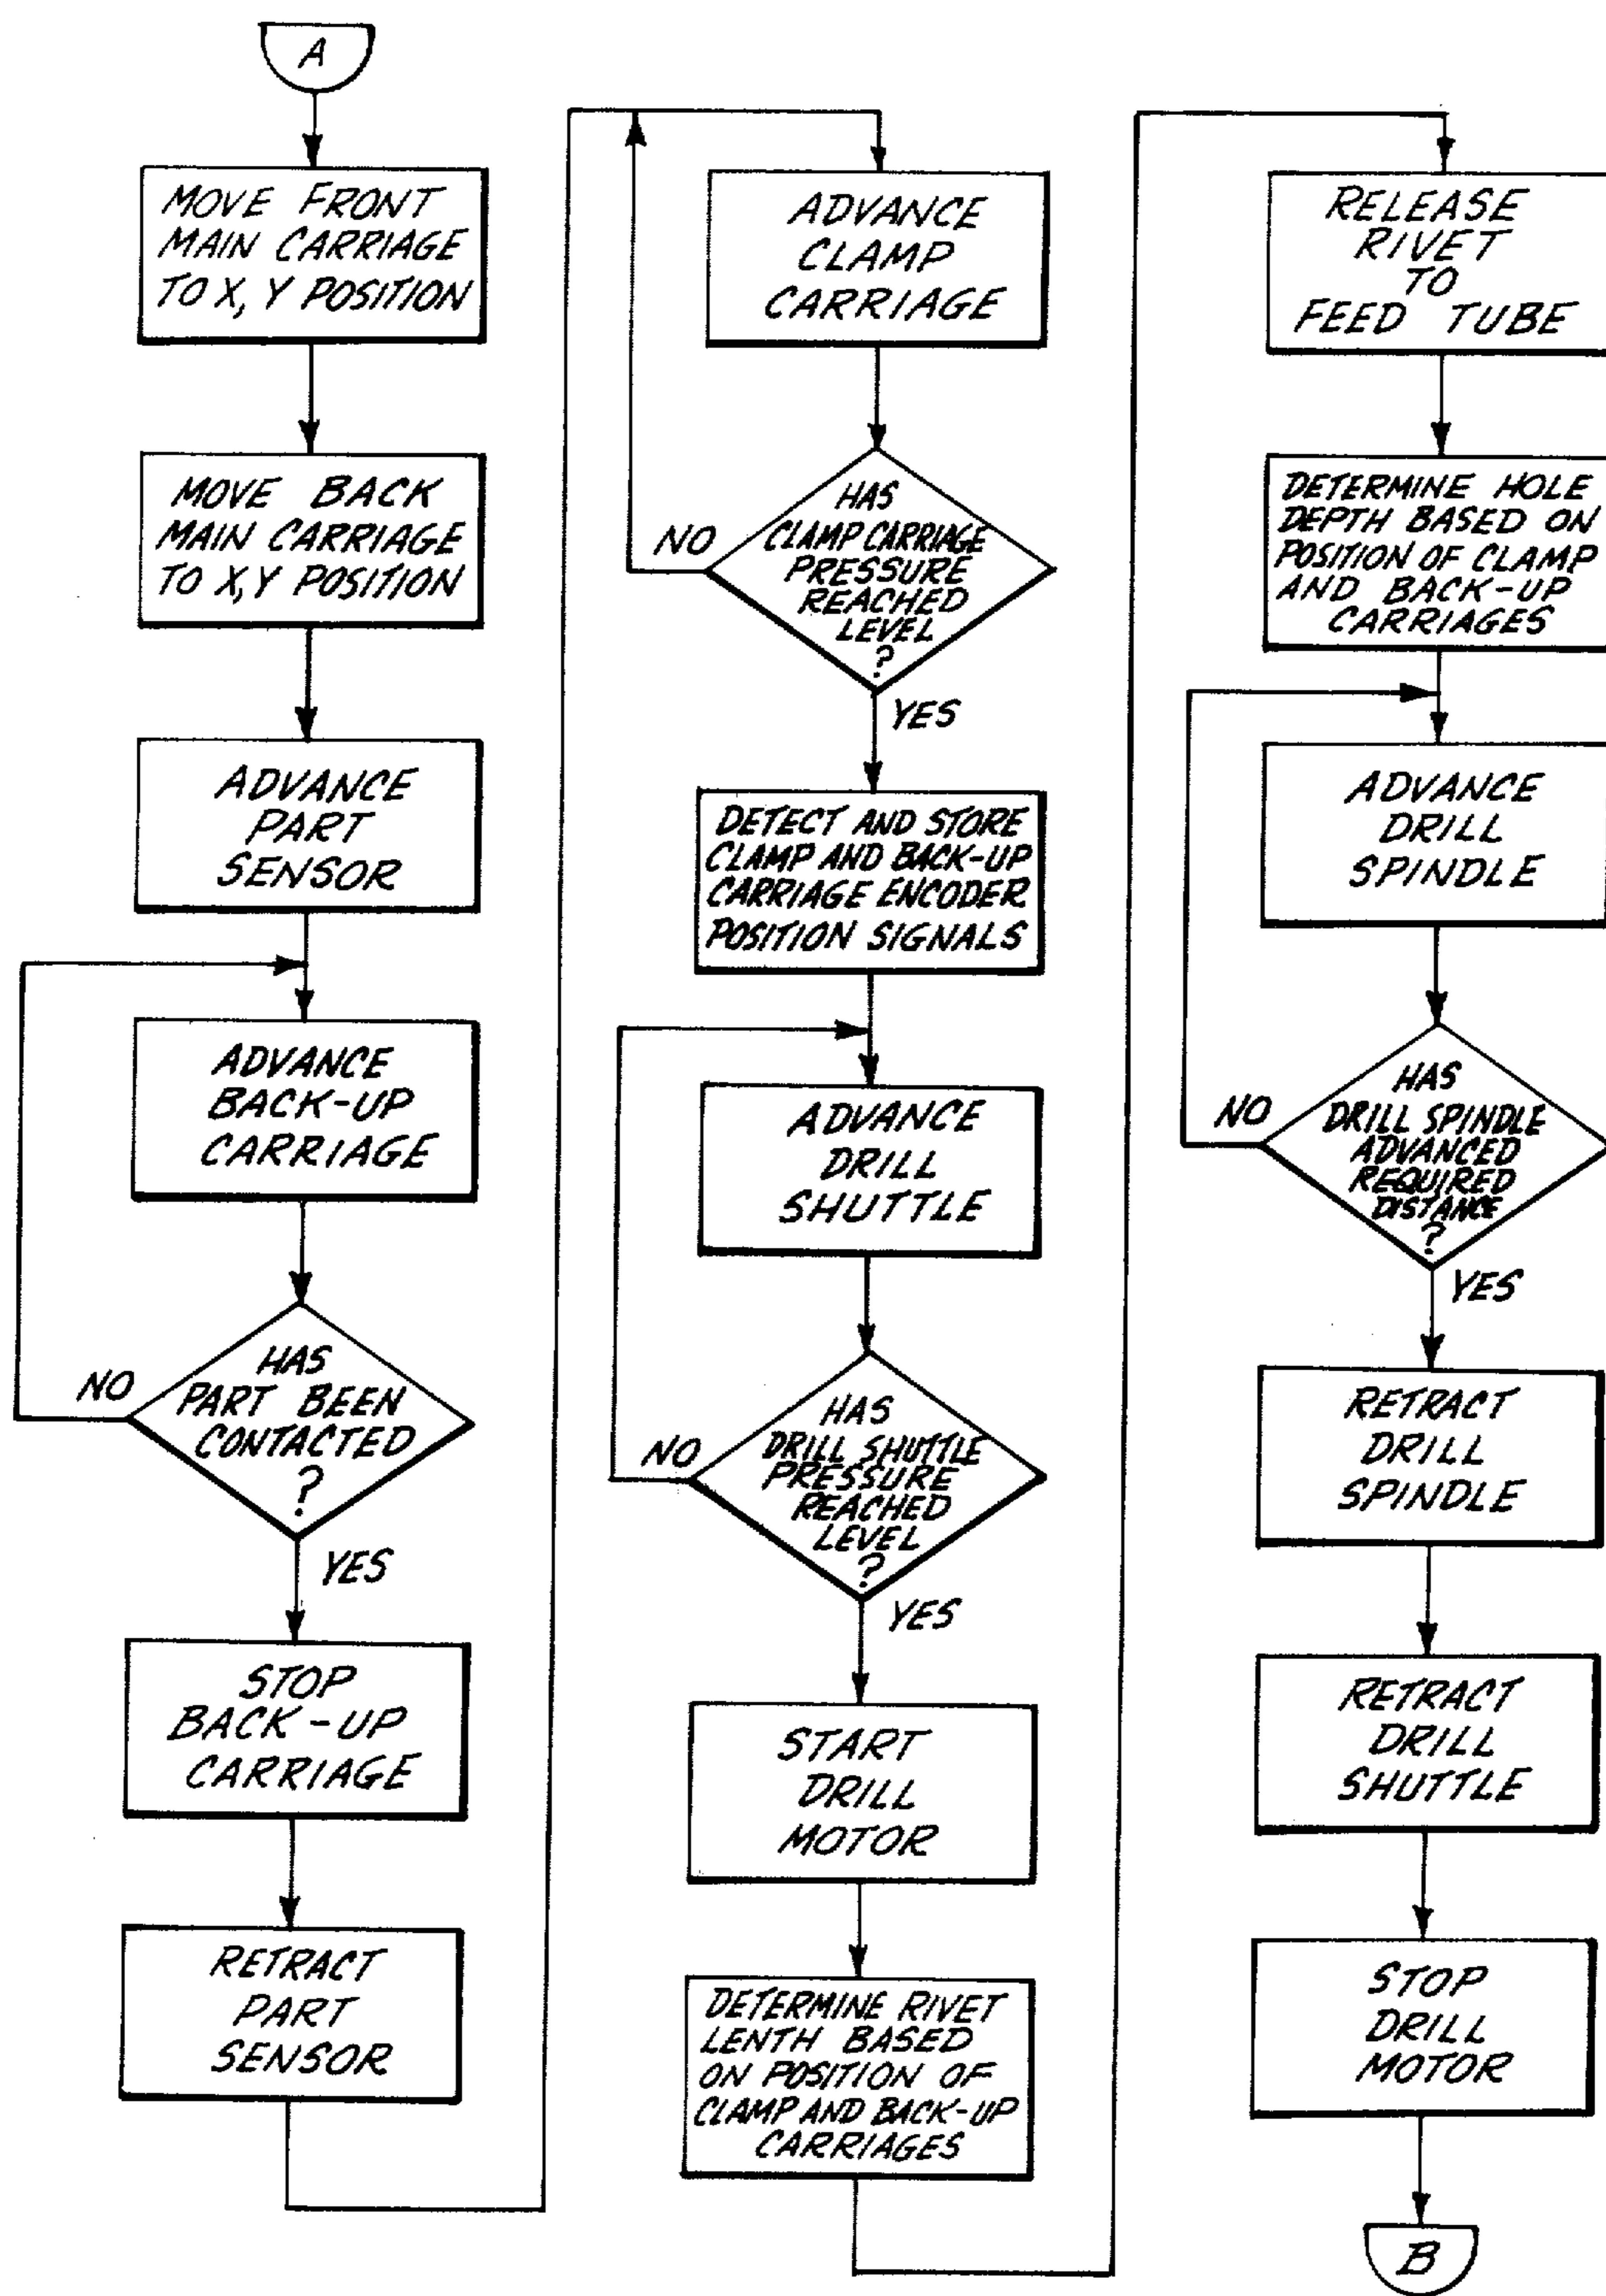 A
MOVE FRONT
MAIN CARRIAGE
TO X, Y POSITION
MOVE BACK
MAIN CARRIAGE
TO X, Y POSITION
ADVANCE
PART
SENSOR
ADVANCE
BACK-UP
CARRIAGE
HAS
PART BEEN
CONTACTED
?
NO
YES
STOP
BACK-UP
CARRIAGE
RETRACT
PART
SENSOR
ADVANCE
CLAMP
CARRIAGE
HAS
CLAMP CARRIAGE
PRESSURE
REACHED
LEVEL
?
NO
YES
DETECT AND STORE
CLAMP AND BACK-UP
CARRIAGE ENCODER
POSITION SIGNALS
ADVANCE
DRILL
SHUTTLE
HAS
DRILL SHUTTLE
PRESSURE
REACHED
LEVEL
?
NO
YES
START
DRILL
MOTOR
DETERMINE RIVET
LENTH BASED
ON POSITION OF
CLAMP AND BACK-UP
CARRIAGES
RELEASE
RIVET
TO
FEED TUBE
DETERMINE HOLE
DEPTH BASED ON
POSITION OF CLAMP
AND BACK-UP
CARRIAGES
ADVANCE
DRILL
SPINDLE
HAS
DRILL SPINDLE
ADVANCED
REQUIRED
DISTANCE
?
NO
YES
RETRACT
DRILL
SPINDLE
RETRACT
DRILL
SHUTTLE
STOP
DRILL
MOTOR
B